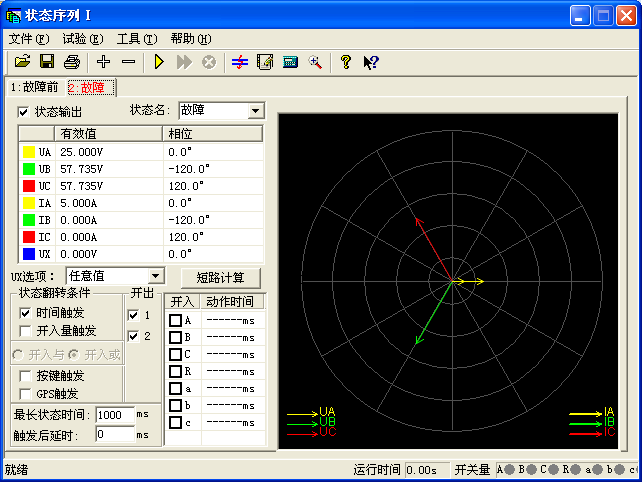 状态序列 I
文件(F) 试验(E) 工具(T) 帮助(H)
1:故障前 2:故障
状态输出 状态名: 故障
有效值 相位
UA 25.000V 0.0°
UB 57.735V -120.0°
UC 57.735V 120.0°
IA 5.000A 0.0°
IB 0.000A -120.0°
IC 0.000A 120.0°
UX 0.000V 0.0°
UX选项: 任意值 短路计算
状态翻转条件 开出
时间触发 1
开入量触发 2
开入与 开入或
按键触发
GPS触发
最长状态时间: 1000 ms
触发后延时: 0 ms
开入 动作时间
A ------ms
B ------ms
C ------ms
R ------ms
a ------ms
b ------ms
c ------ms
UA
UB
UC
IA
IB
IC
就绪 运行时间 0.00s 开关量 A B C R a b c